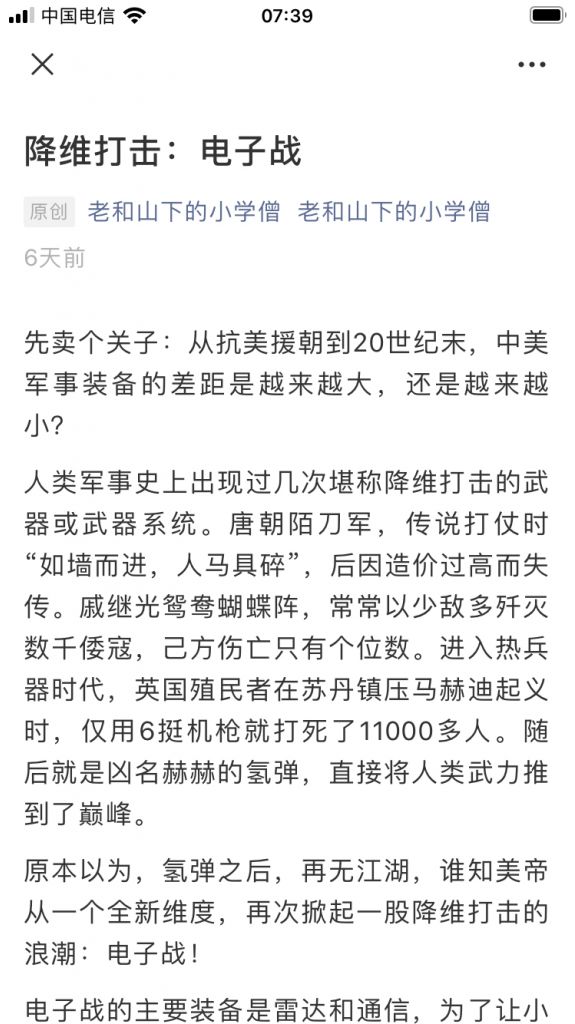 中国电信 07:39
降维打击：电子战
原创 老和山下的小学僧 老和山下的小学僧
6天前
先卖个关子：从抗美援朝到20世纪末，中美
军事装备的差距是越来越大，还是越来越
小?
人类军事史上出现过几次堪称降维打击的武
器或武器系统。唐朝陌刀军，传说打仗时
“如墙而进，人马具碎”，后因造价过高而失
传。戚继光鸳鸯蝴蝶阵，常常以少敌多歼灭
数千倭寇，己方伤亡只有个位数。进入热兵
器时代，英国殖民者在苏丹镇压马赫迪起义
时，仅用6挺机枪就打死了11000多人。随
后就是凶名赫赫的氢弹，直接将人类武力推
到了巅峰。
原本以为，氢弹之后，再无江湖，谁知美帝
从一个全新维度，再次掀起一股降维打击的
浪潮：电子战！
电子战的主要装备是雷达和通信，为了让小